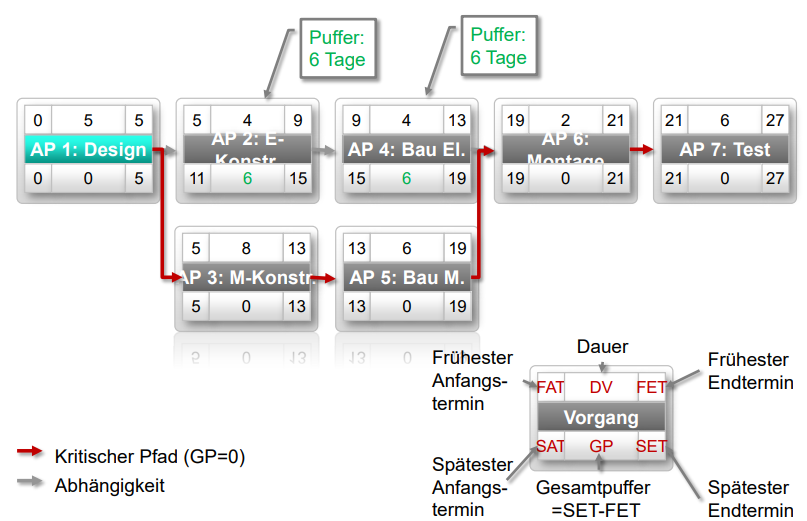 Puffer:
6 Tage
Puffer:
6 Tage
0 5 5
AP 1: Design
0 0 5
5 4 9
AP 2: E-
Konstr
11 6 15
9 4 13
AP 4: Bau El.
15 6 19
19 2 21
AP 6:
Montage
19 0 21
21 6 27
AP 7: Test
21 0 27
5 8 13
AP 3: M-Konstr.
5 0 13
13 6 19
AP 5: Bau M.
13 0 19
Dauer
Frühester
Anfangs-
termin
Frühester
Endtermin
FAT DV FET
Vorgang
SAT GP SET
Spätester
Anfangs-
termin
Gesamtpuffer
=SET-FET
Spätester
Endtermin
Kritischer Pfad (GP=0)
Abhängigkeit